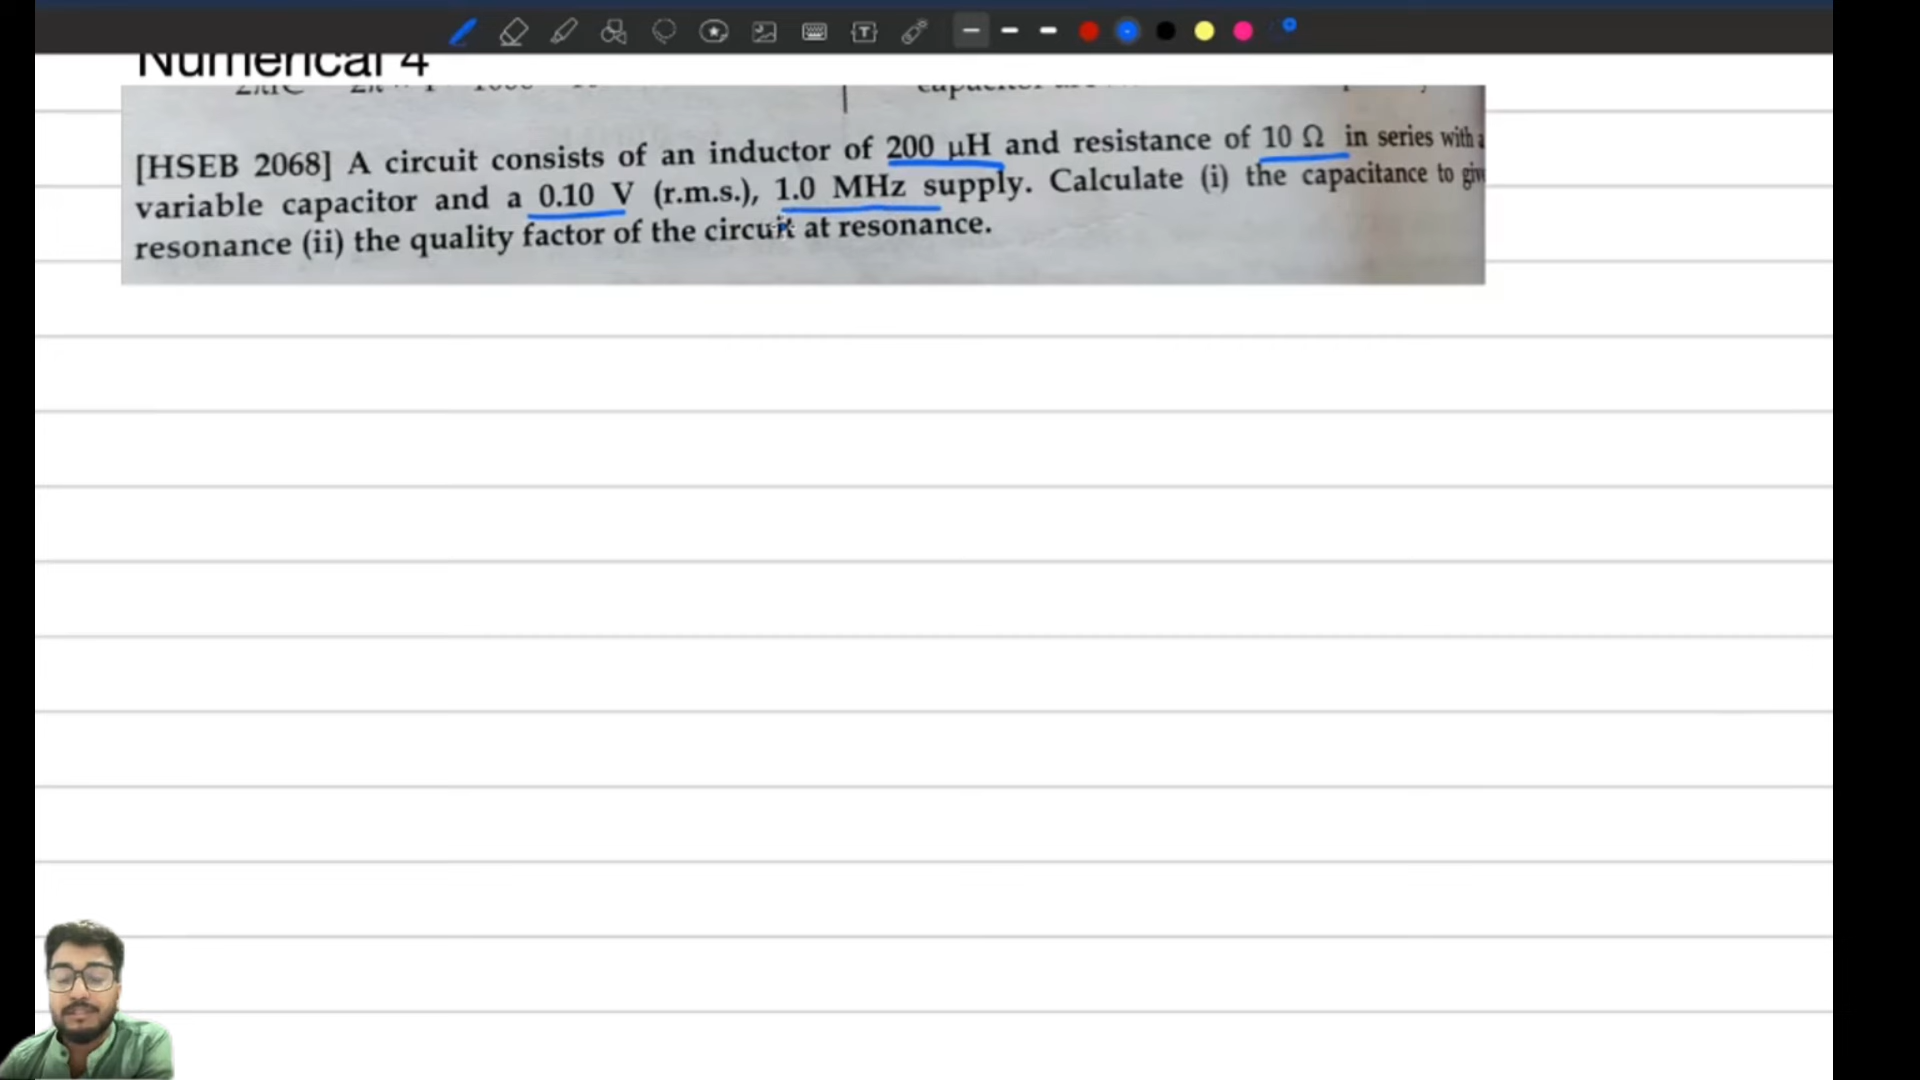 Numerical 4
[HSEB 2068] A circuit consists of an inductor of 200 μH and resistance of 10 Ω in series with a
variable capacitor and a 0.10 V (r.m.s.), 1.0 MHz supply. Calculate (i) the capacitance to giv
resonance (ii) the quality factor of the circuit at resonance.